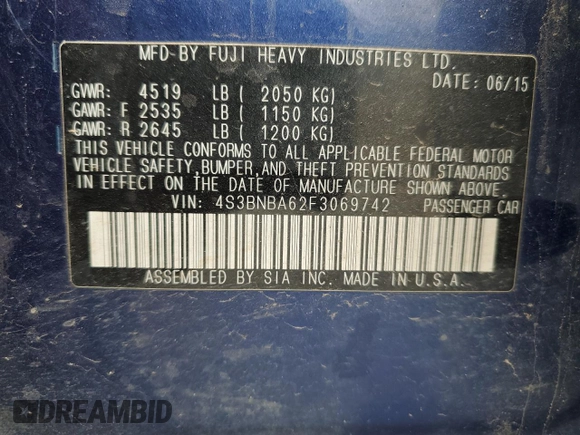 MFD BY FUJI HEAVY INDUSTRIES LTD.
DATE: 06/15
GVWR: 4519 LB ( 2050 KG)
GAWR: F 2535 LB ( 1150 KG)
GAWR: R 2645 LB ( 1200 KG)
THIS VEHICLE CONFORMS TO ALL APPLICABLE FEDERAL MOTOR
VEHICLE SAFETY, BUMPER, AND THEFT PREVENTION STANDARDS
IN EFFECT ON THE DATE OF MANUFACTURE SHOWN ABOVE.
VIN: 4S3BNBA62F3069742 PASSENGER CAR
ASSEMBLED BY SIA INC. MADE IN U.S.A.
DREAMBID